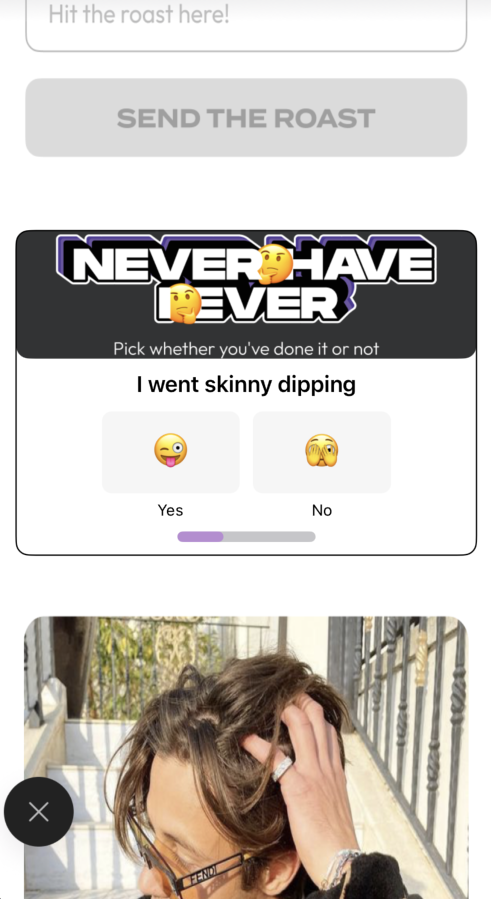 Hit the roast here!
SEND THE ROAST
NEVER HAVE
I EVER
Pick whether you've done it or not
I went skinny dipping
Yes
No
FENDI